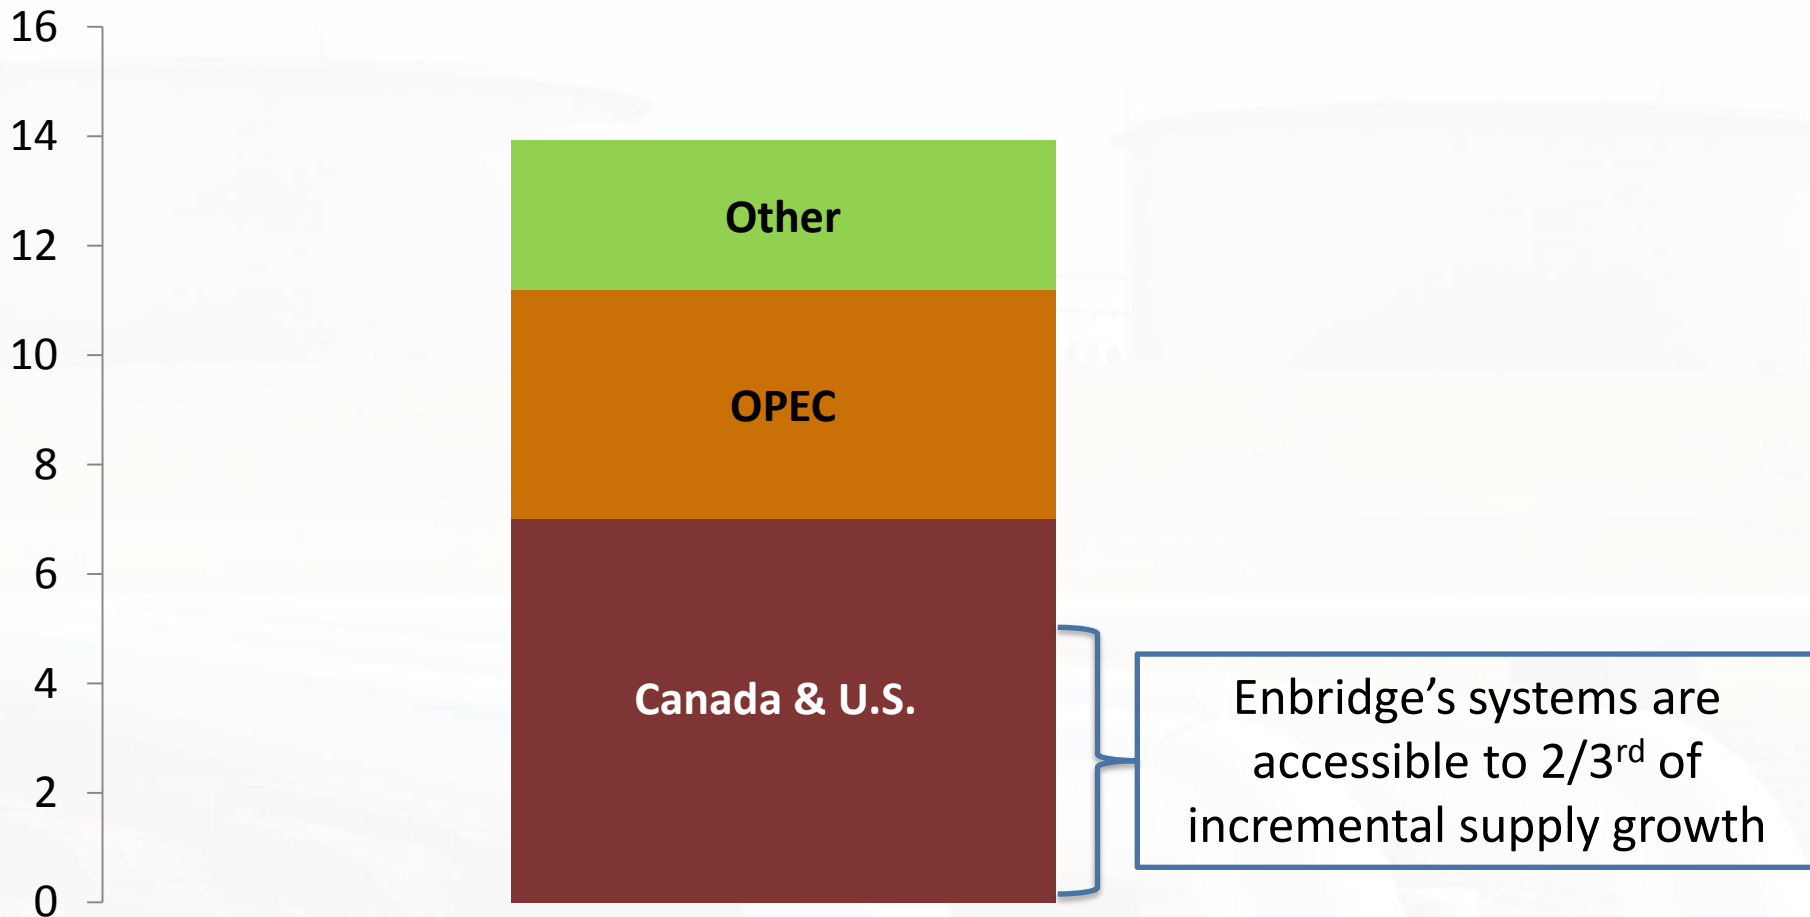 16
14
12
10
8
6
4
2
0
Other
OPEC
Canada & U.S.
Enbridge’s systems are
accessible to 2/3rd of
incremental supply growth